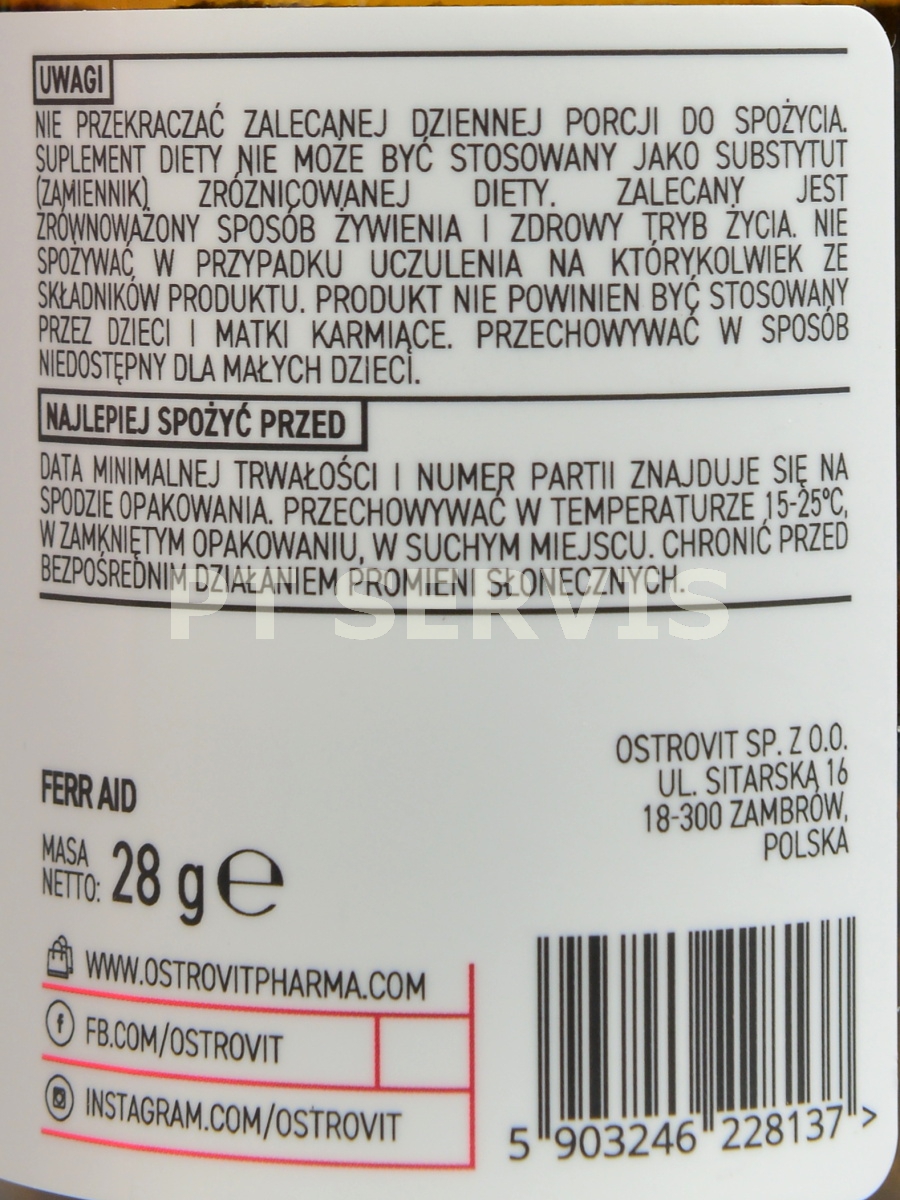 UWAGI
NIE PRZEKRACZAĆ ZALECANEJ DZIENNEJ PORCJI DO SPOŻYCIA.
SUPLEMENT DIETY NIE MOŻE BYĆ STOSOWANY JAKO SUBSTYTUT
(ZAMIENNIK) ZRÓŻNICOWANEJ DIETY. ZALECANY JEST
ZRÓWNOWAŻONY SPOSÓB ŻYWIENIA I ZDROWY TRYB ŻYCIA. NIE
SPOŻYWAĆ W PRZYPADKU UCZULENIA NA KTÓRYKOLWIEK ZE
SKŁADNIKÓW PRODUKTU. PRODUKT NIE POWINIEN BYĆ STOSOWANY
PRZEZ DZIECI I MATKI KARMIĄCE. PRZECHOWYWAĆ W SPOSÓB
NIEDOSTĘPNY DLA MAŁYCH DZIECI.
NAJLEPIEJ SPOŻYĆ PRZED
DATA MINIMALNEJ TRWAŁOŚCI I NUMER PARTII ZNAJDUJE SIĘ NA
SPODZIE OPAKOWANIA. PRZECHOWYWAĆ W TEMPERATURZE 15-25°C,
W ZAMKNIĘTYM OPAKOWANIU, W SUCHYM MIEJSCU. CHRONIĆ PRZED
BEZPOŚREDNIM DZIAŁANIEM PROMIENI SŁONECZNYCH.
PT SERVIS
OSTROVIT SP. Z O.O.
UL. SITARSKA 16
18-300 ZAMBRÓW,
POLSKA
FERR AID
MASA
NETTO: 28 g ℮
WWW.OSTROVITPHARMA.COM
FB.COM/OSTROVIT
INSTAGRAM.COM/OSTROVIT
5 903246 228137 >